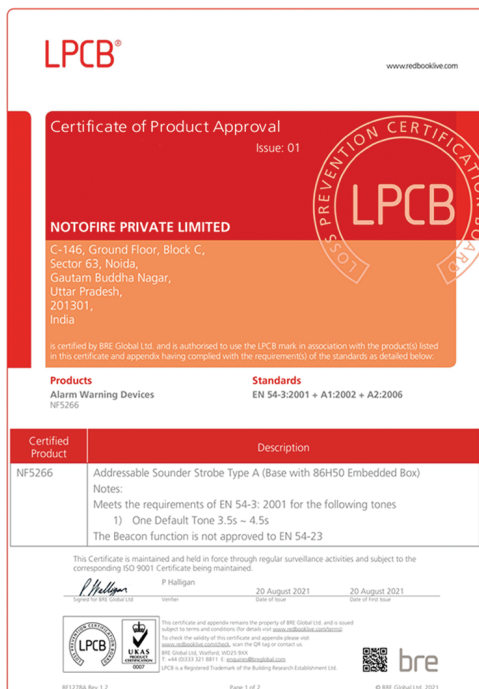 LPCB®
www.redbooklive.com
Certificate of Product Approval
Issue: 01
LOSS PREVENTION CERTIFICATION BOARD
LPCB
NOTOFIRE PRIVATE LIMITED
C-146, Ground Floor, Block C,
Sector 63, Noida,
Gautam Buddha Nagar,
Uttar Pradesh,
201301,
India
is certified by BRE Global Ltd. and is authorised to use the LPCB mark in association with the product(s) listed
in this certificate and appendix having complied with the requirement(s) of the standards as detailed below:
Products
Standards
Alarm Warning Devices
EN 54-3:2001 + A1:2002 + A2:2006
NF5266
Certified
Product
Description
NF5266
Addressable Sounder Strobe Type A (Base with 86H50 Embedded Box)
Notes:
Meets the requirements of EN 54-3: 2001 for the following tones
1) One Default Tone 3.5s ~ 4.5s
The Beacon function is not approved to EN 54-23
This Certificate is maintained and held in force through regular surveillance activities and subject to the
corresponding ISO 9001 Certificate being maintained.
P Halligan
P Halligan
20 August 2021
20 August 2021
Signed for BRE Global Ltd
Verifier
Date of Issue
Date of First Issue
LPCB
UKAS
PRODUCT
CERTIFICATION
0007
This certificate and appendix remains the property of BRE Global Ltd. and is issued
subject to terms and conditions (for details visit www.redbooklive.com/terms).
To check the validity of this certificate and appendix please visit
www.redbooklive.com/check, scan the QR tag or contact us.
BRE Global Ltd, Watford, WD25 9XX
T: +44 (0)333 321 8811 E: enquiries@breglobal.com
LPCB is a Registered Trademark of the Building Research Establishment Ltd.
bre
BF1278A Rev 1.2
Page 1 of 2
© BRE Global Ltd, 2021